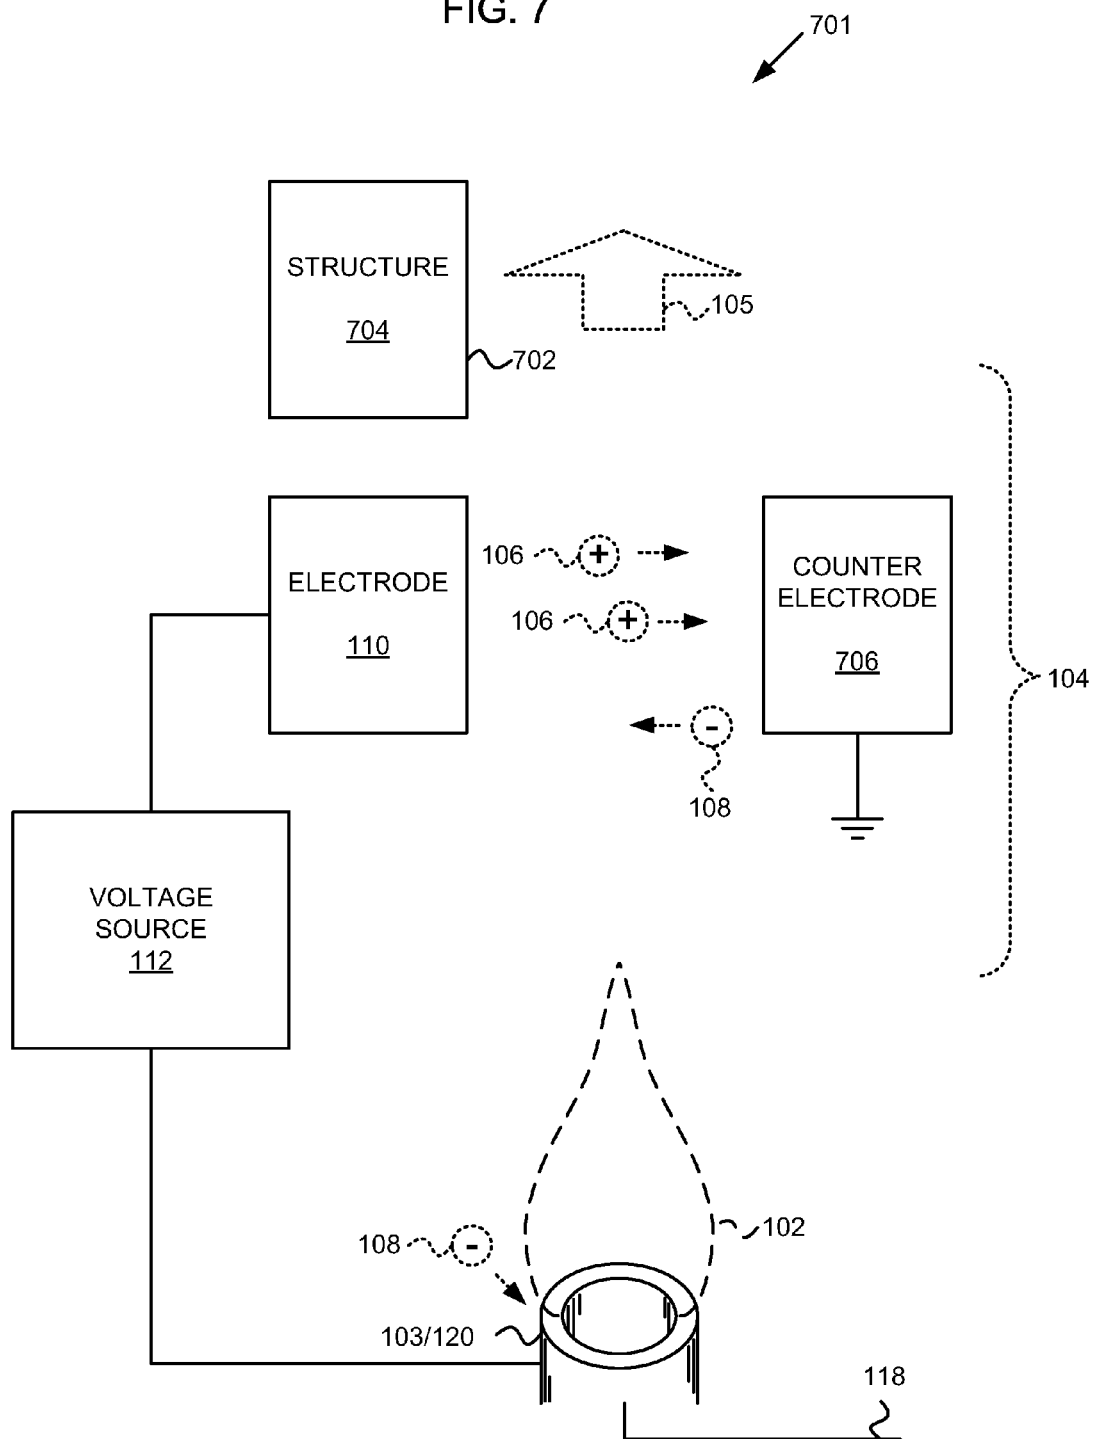 FIG. 7
701
STRUCTURE
704
105
702
106 +
ELECTRODE
110
COUNTER
ELECTRODE
706
106 +
104
-
108
VOLTAGE
SOURCE
112
102
108 -
103/120
118